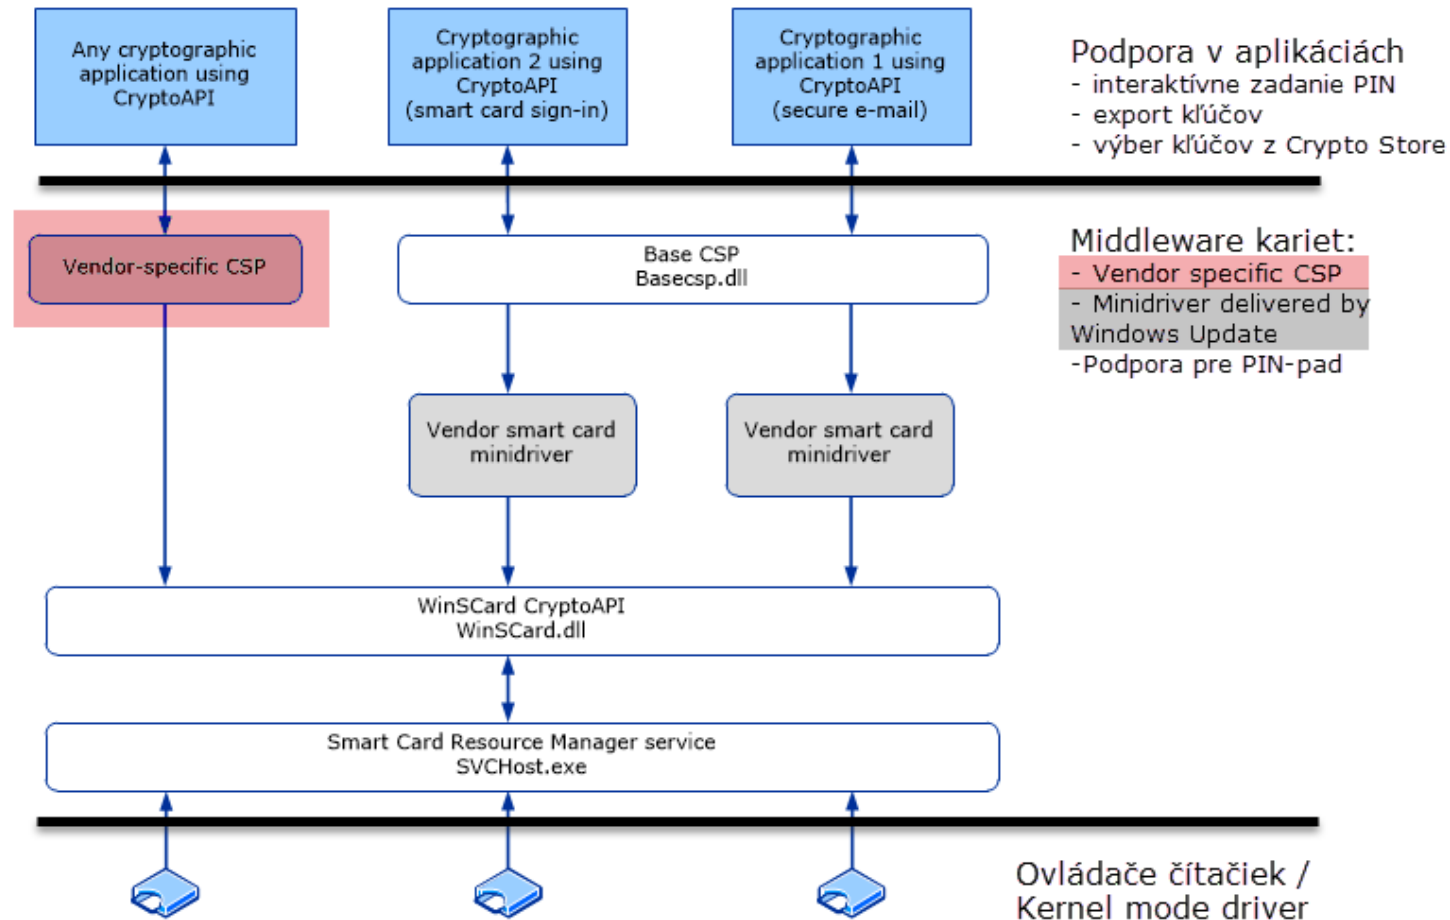 Any cryptographic
application using
CryptoAPI
Cryptographic
application 2 using
CryptoAPI
(smart card sign-in)
Cryptographic
application 1 using
CryptoAPI
(secure e-mail)
Podpora v aplikáciách
- interaktívne zadanie PIN
- export kľúčov
- výber kľúčov z Crypto Store
Vendor-specific CSP
Base CSP
Basecsp.dll
Middleware kariet:
- Vendor specific CSP
- Minidriver delivered by
Windows Update
-Podpora pre PIN-pad
Vendor smart card
minidriver
Vendor smart card
minidriver
WinSCard CryptoAPI
WinSCard.dll
Smart Card Resource Manager service
SVCHost.exe
Ovládače čítačiek /
Kernel mode driver